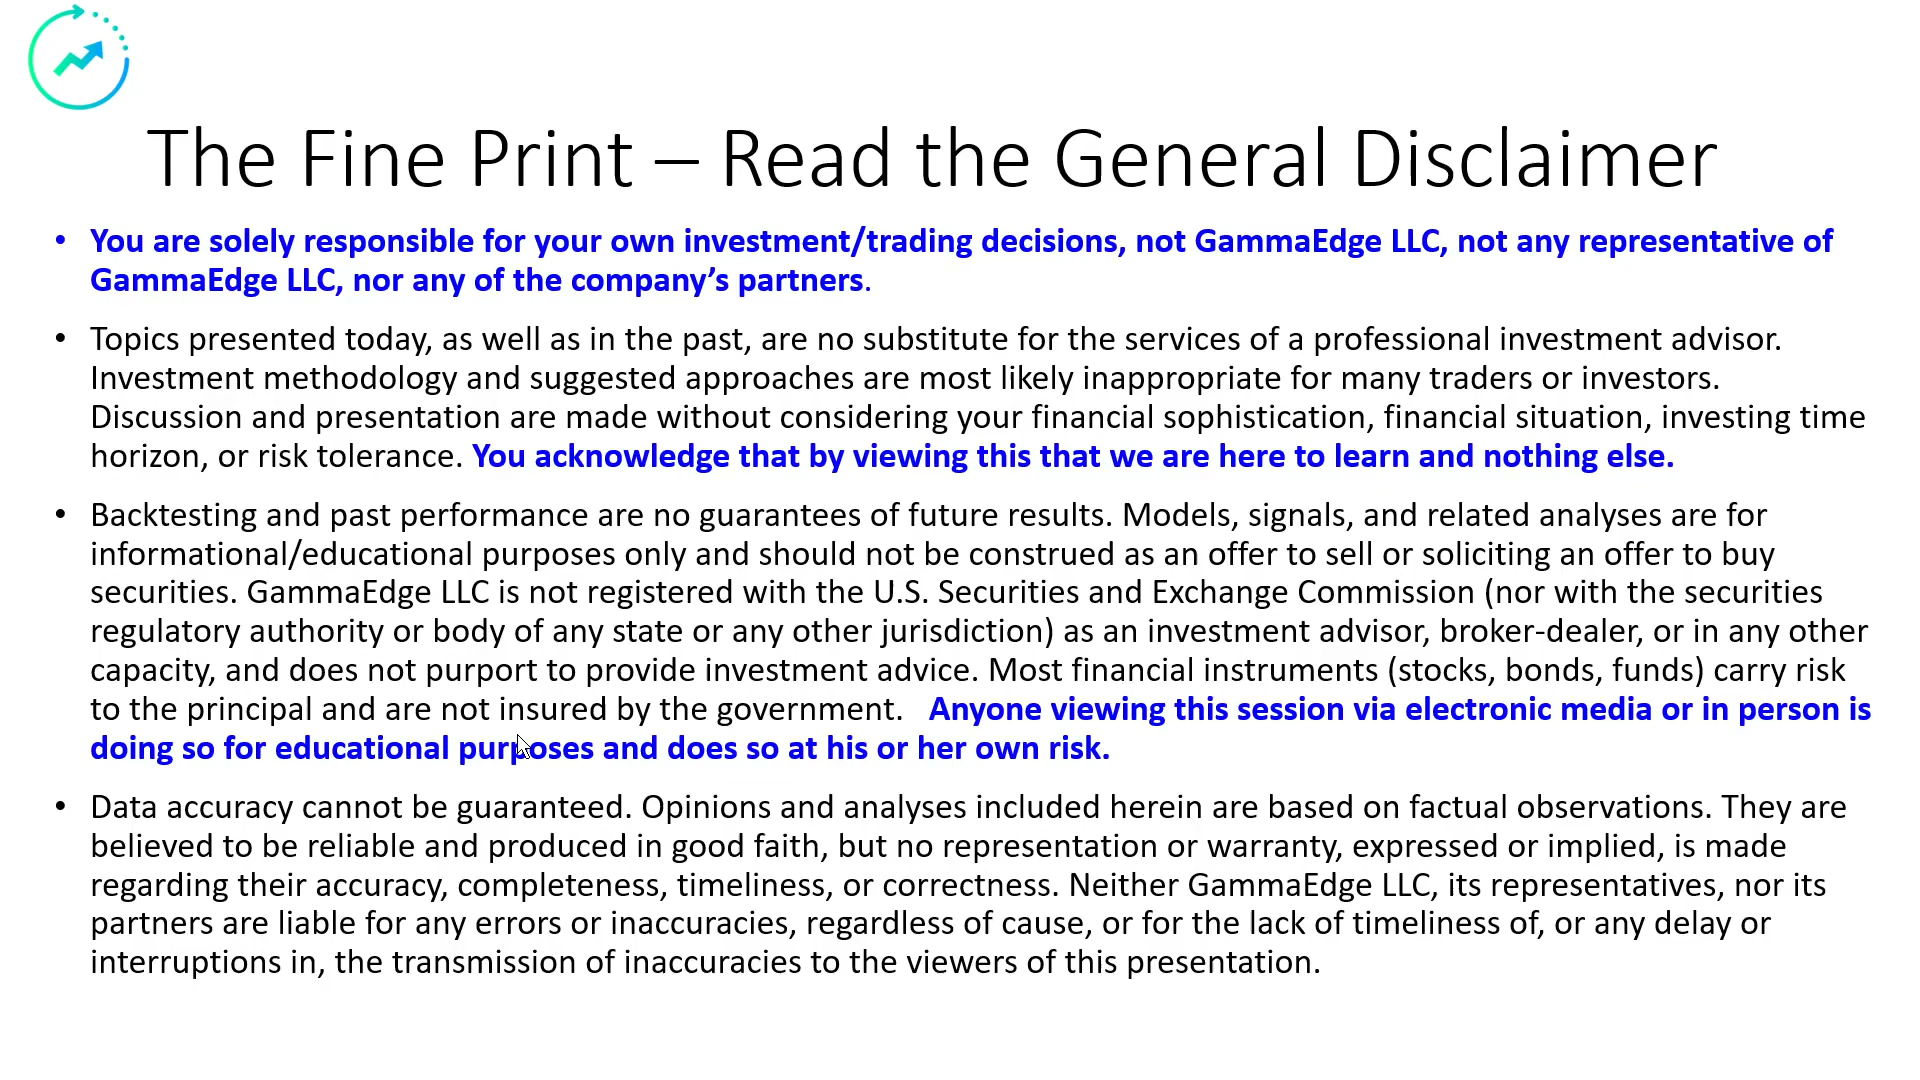 The Fine Print – Read the General Disclaimer
• You are solely responsible for your own investment/trading decisions, not GammaEdge LLC, not any representative of
GammaEdge LLC, nor any of the company’s partners.
• Topics presented today, as well as in the past, are no substitute for the services of a professional investment advisor.
Investment methodology and suggested approaches are most likely inappropriate for many traders or investors.
Discussion and presentation are made without considering your financial sophistication, financial situation, investing time
horizon, or risk tolerance. You acknowledge that by viewing this that we are here to learn and nothing else.
• Backtesting and past performance are no guarantees of future results. Models, signals, and related analyses are for
informational/educational purposes only and should not be construed as an offer to sell or soliciting an offer to buy
securities. GammaEdge LLC is not registered with the U.S. Securities and Exchange Commission (nor with the securities
regulatory authority or body of any state or any other jurisdiction) as an investment advisor, broker-dealer, or in any other
capacity, and does not purport to provide investment advice. Most financial instruments (stocks, bonds, funds) carry risk
to the principal and are not insured by the government. Anyone viewing this session via electronic media or in person is
doing so for educational purposes and does so at his or her own risk.
• Data accuracy cannot be guaranteed. Opinions and analyses included herein are based on factual observations. They are
believed to be reliable and produced in good faith, but no representation or warranty, expressed or implied, is made
regarding their accuracy, completeness, timeliness, or correctness. Neither GammaEdge LLC, its representatives, nor its
partners are liable for any errors or inaccuracies, regardless of cause, or for the lack of timeliness of, or any delay or
interruptions in, the transmission of inaccuracies to the viewers of this presentation.